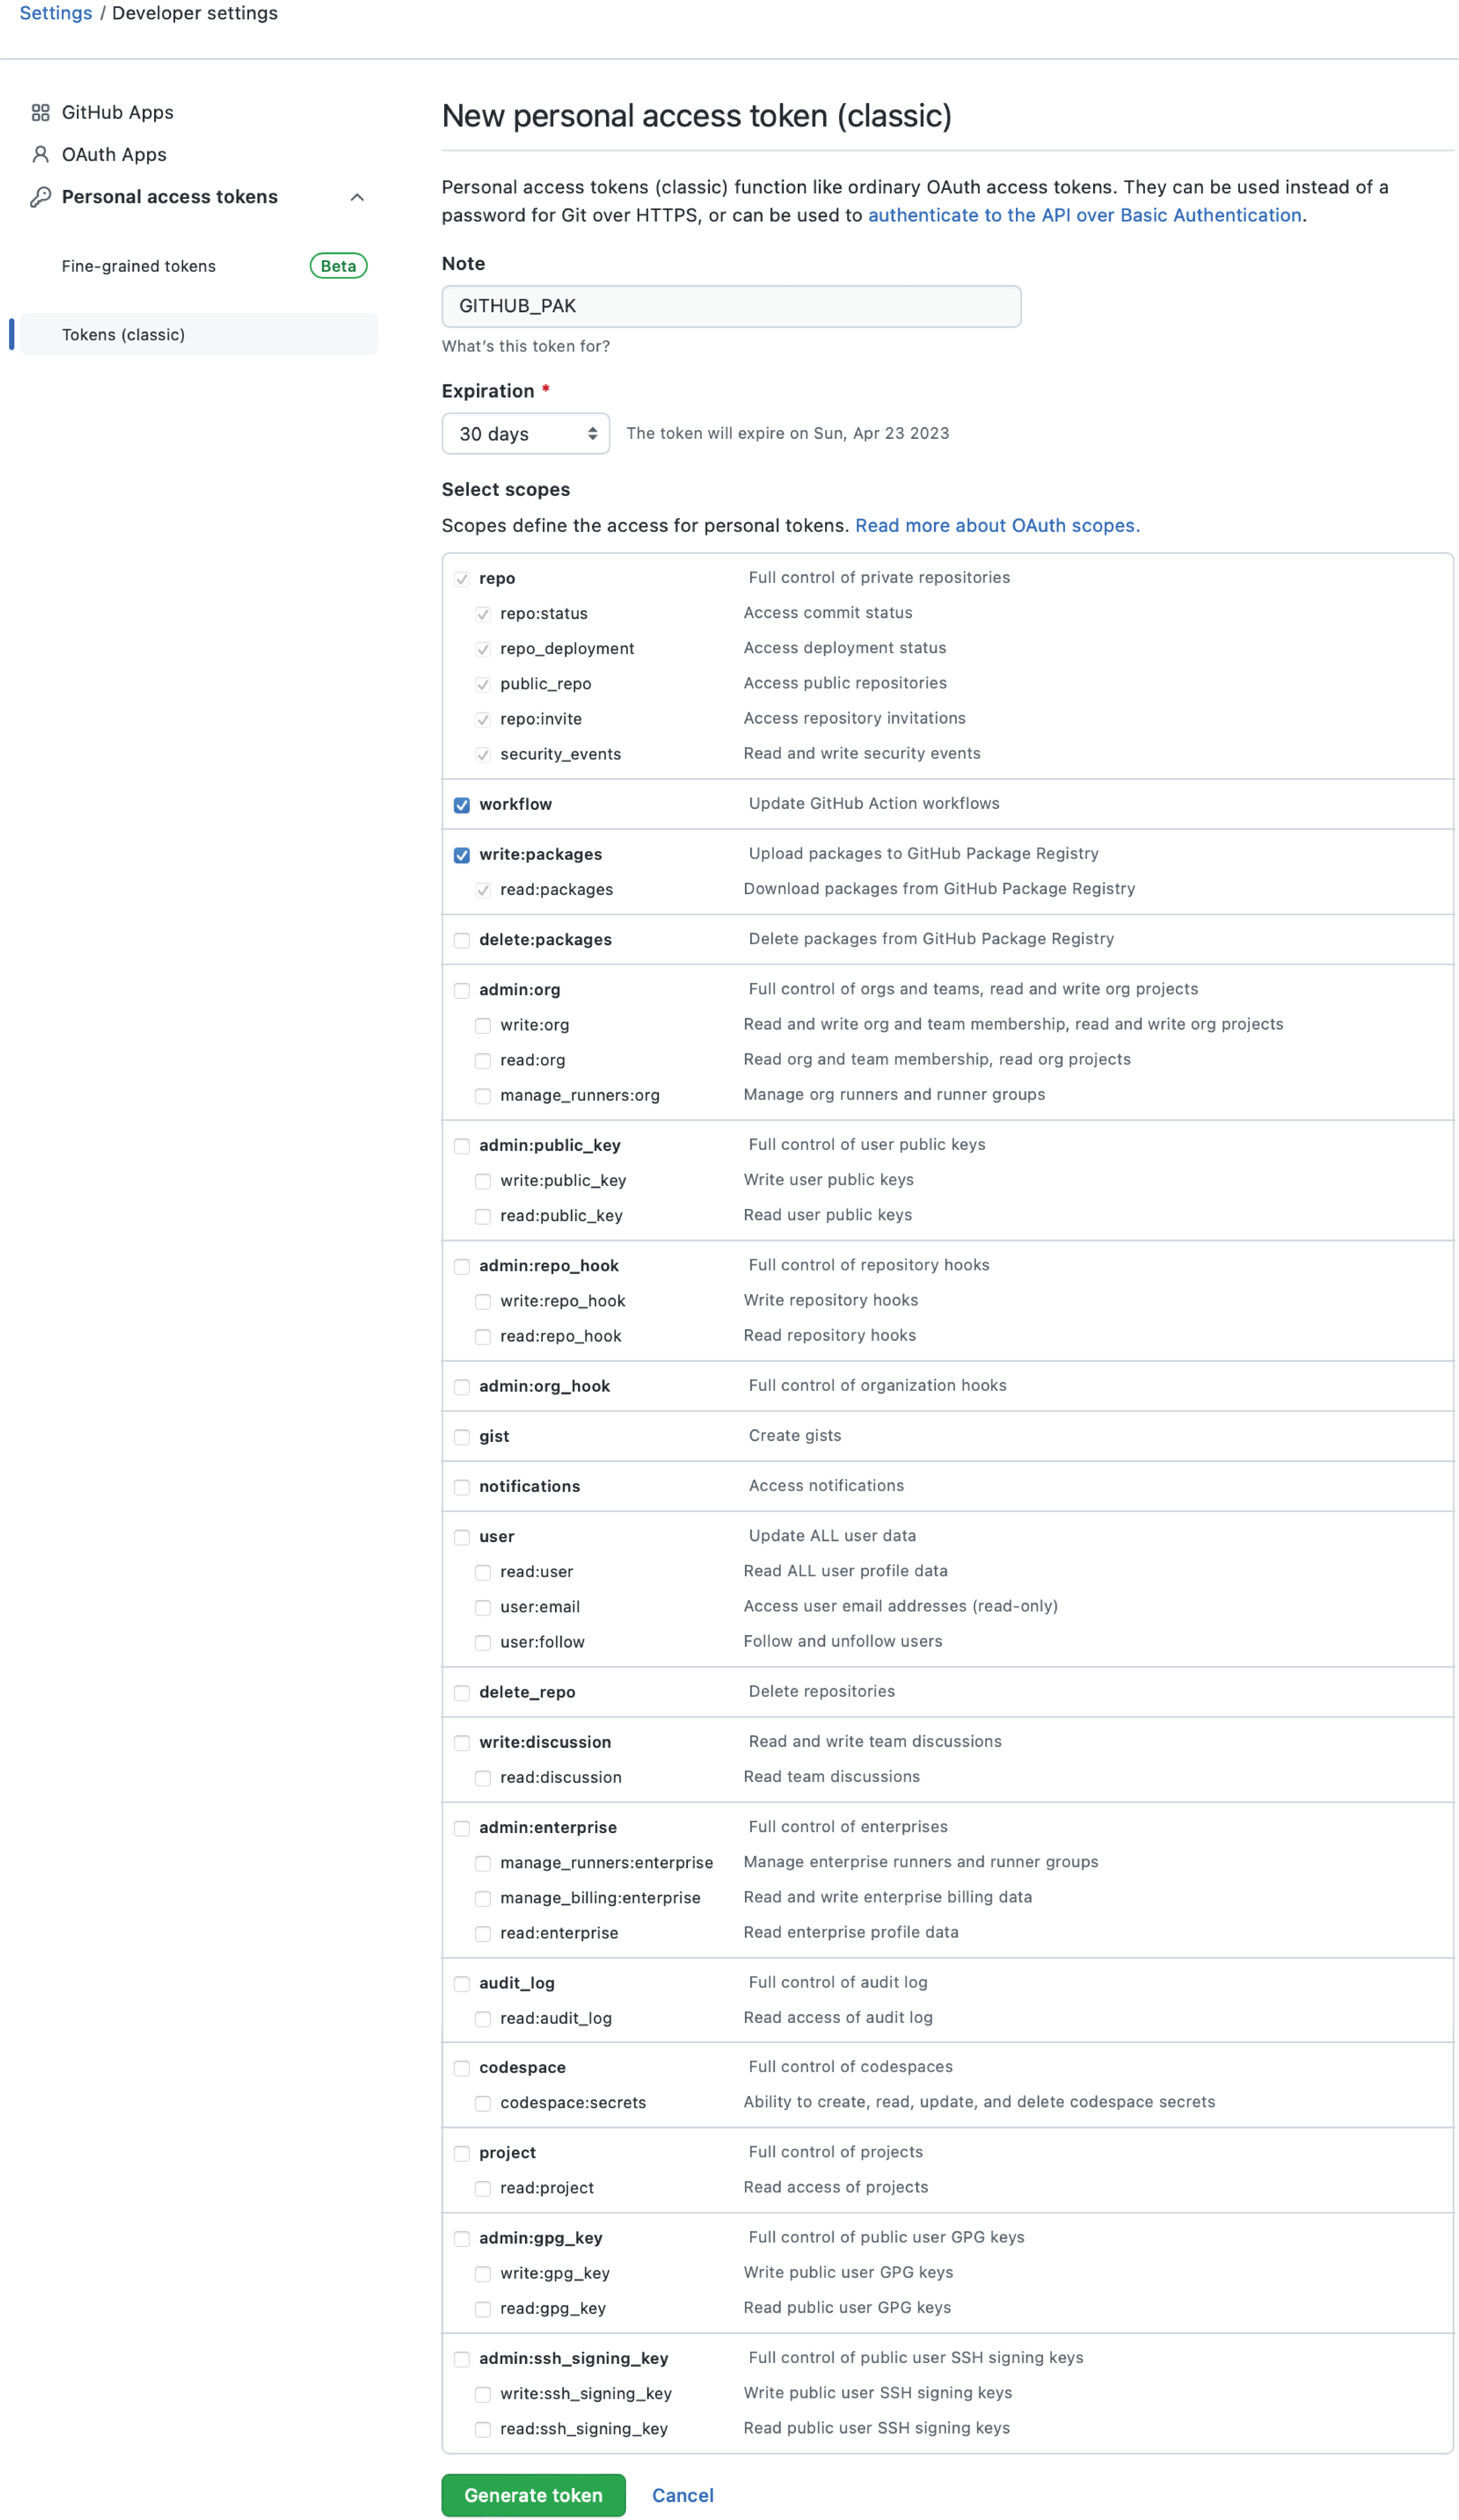 Settings / Developer settings
GitHub Apps
OAuth Apps
Personal access tokens
Fine-grained tokens Beta
Tokens (classic)
New personal access token (classic)
Personal access tokens (classic) function like ordinary OAuth access tokens. They can be used instead of a
password for Git over HTTPS, or can be used to authenticate to the API over Basic Authentication.
Note
GITHUB_PAK
What's this token for?
Expiration *
30 days The token will expire on Sun, Apr 23 2023
Select scopes
Scopes define the access for personal tokens. Read more about OAuth scopes.
repo Full control of private repositories
repo:status Access commit status
repo_deployment Access deployment status
public_repo Access public repositories
repo:invite Access repository invitations
security_events Read and write security events
workflow Update GitHub Action workflows
write:packages Upload packages to GitHub Package Registry
read:packages Download packages from GitHub Package Registry
delete:packages Delete packages from GitHub Package Registry
admin:org Full control of orgs and teams, read and write org projects
write:org Read and write org and team membership, read and write org projects
read:org Read org and team membership, read org projects
manage_runners:org Manage org runners and runner groups
admin:public_key Full control of user public keys
write:public_key Write user public keys
read:public_key Read user public keys
admin:repo_hook Full control of repository hooks
write:repo_hook Write repository hooks
read:repo_hook Read repository hooks
admin:org_hook Full control of organization hooks
gist Create gists
notifications Access notifications
user Update ALL user data
read:user Read ALL user profile data
user:email Access user email addresses (read-only)
user:follow Follow and unfollow users
delete_repo Delete repositories
write:discussion Read and write team discussions
read:discussion Read team discussions
admin:enterprise Full control of enterprises
manage_runners:enterprise Manage enterprise runners and runner groups
manage_billing:enterprise Read and write enterprise billing data
read:enterprise Read enterprise profile data
audit_log Full control of audit log
read:audit_log Read access of audit log
codespace Full control of codespaces
codespace:secrets Ability to create, read, update, and delete codespace secrets
project Full control of projects
read:project Read access of projects
admin:gpg_key Full control of public user GPG keys
write:gpg_key Write public user GPG keys
read:gpg_key Read public user GPG keys
admin:ssh_signing_key Full control of public user SSH signing keys
write:ssh_signing_key Write public user SSH signing keys
read:ssh_signing_key Read public user SSH signing keys
Generate token Cancel